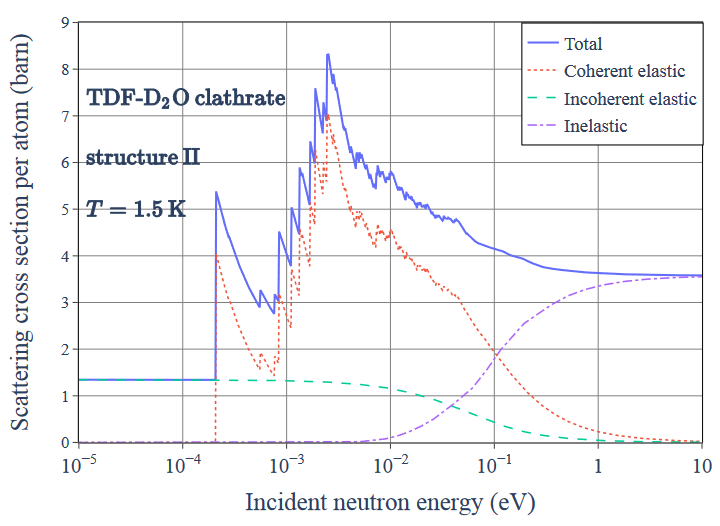 Scattering cross section per atom (barn)
9
8
7
6
5
4
3
2
1
0
TDF-D₂O clathrate
structure II
T = 1.5 K
Total
Coherent elastic
Incoherent elastic
Inelastic
10⁻⁵ 10⁻⁴ 10⁻³ 10⁻² 10⁻¹ 1 10
Incident neutron energy (eV)